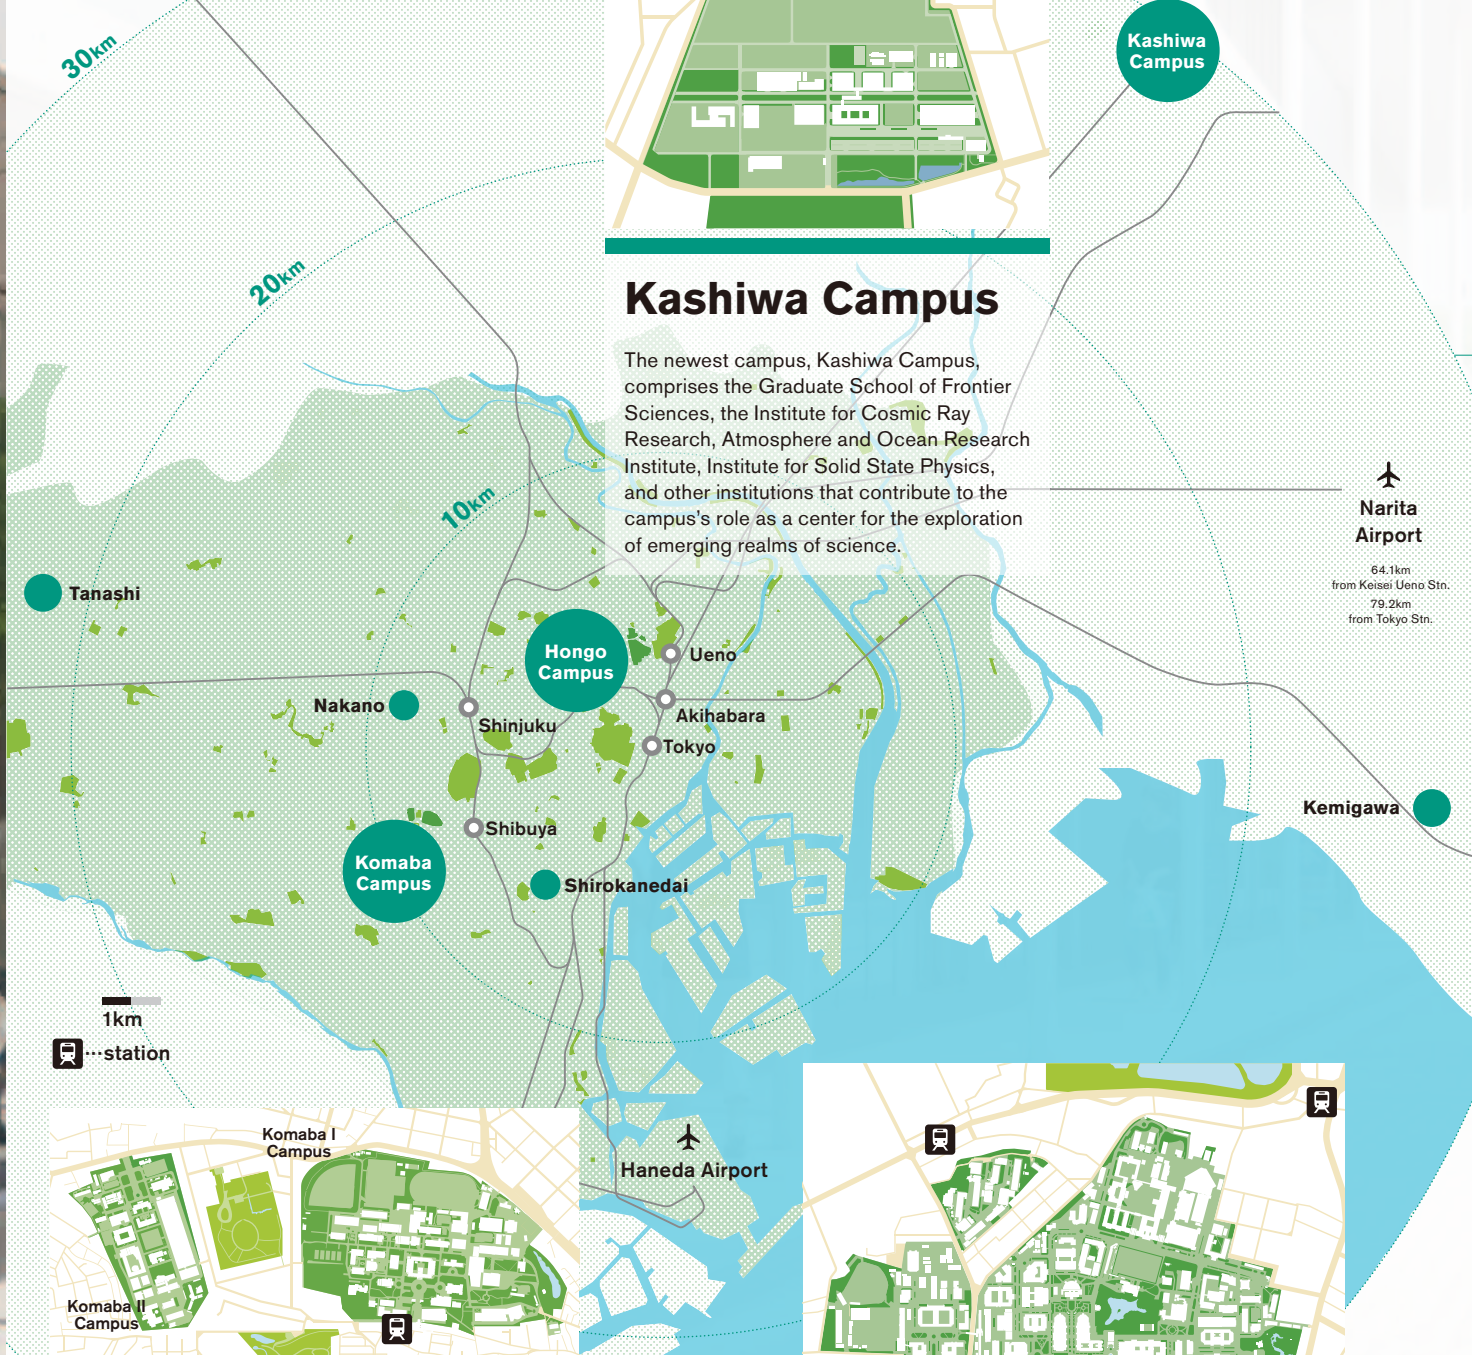 30km
Kashiwa
Campus
20km
Kashiwa Campus
The newest campus, Kashiwa Campus,
comprises the Graduate School of Frontier
Sciences, the Institute for Cosmic Ray
Research, Atmosphere and Ocean Research
Institute, Institute for Solid State Physics,
and other institutions that contribute to the
campus’s role as a center for the exploration
of emerging realms of science.
10km
Narita
Airport
64.1km
from Keisei Ueno Stn.
79.2km
from Tokyo Stn.
Tanashi
Hongo
Campus
Ueno
Nakano
Shinjuku
Akihabara
Tokyo
Kemigawa
Shibuya
Komaba
Campus
Shirokanedai
1km
···station
Komaba I
Campus
Haneda Airport
Komaba II
Campus